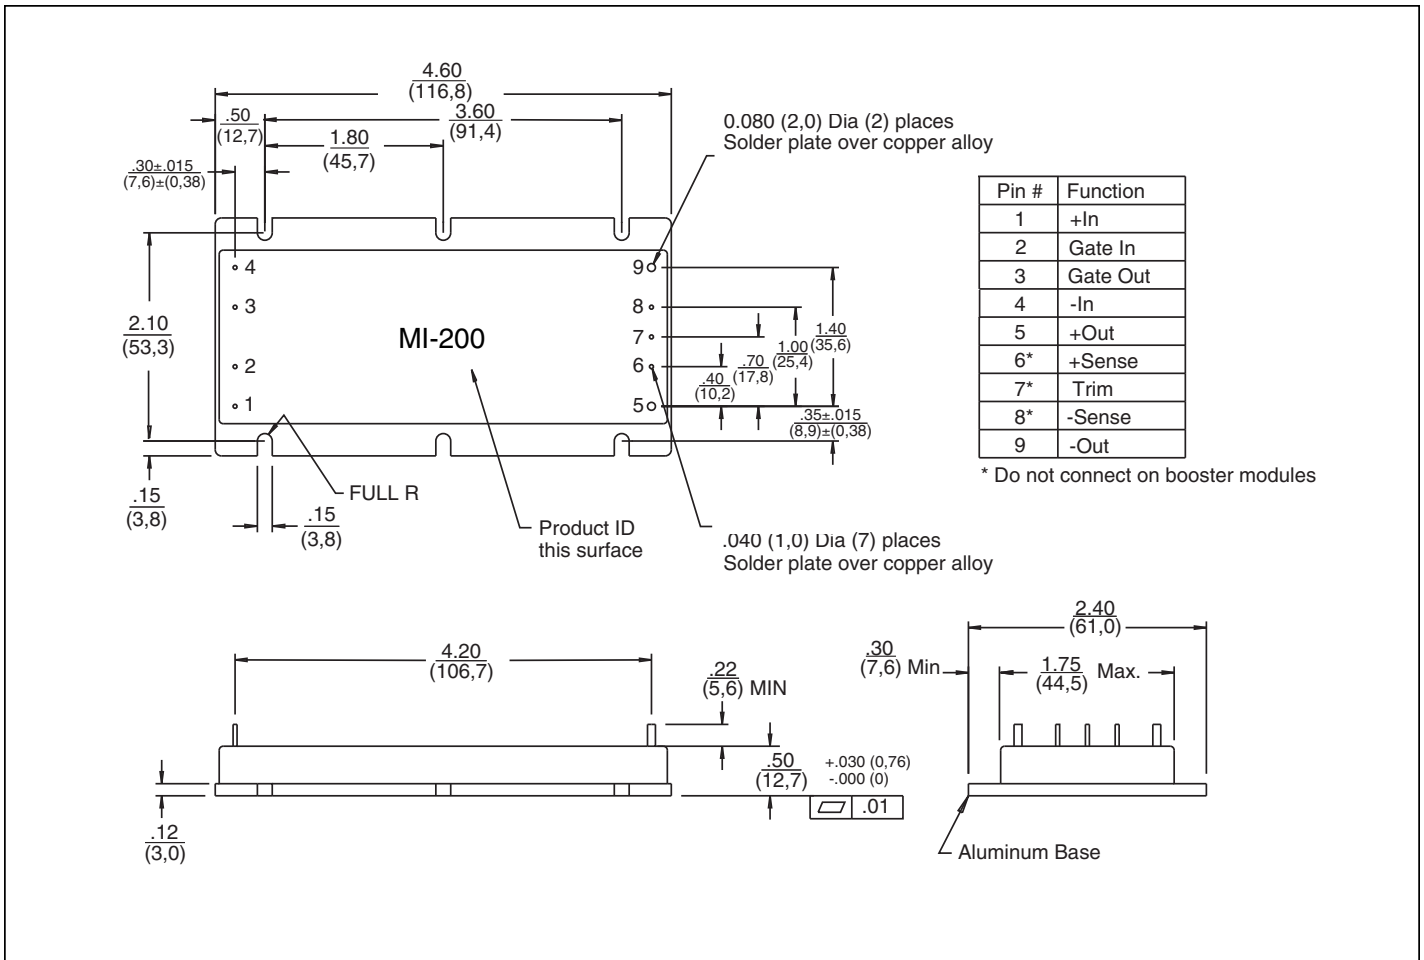 4.60
(116,8)
.50
(12,7)
3.60
(91,4)
1.80
(45,7)
.30±.015
(7,6)±(0,38)
0.080 (2,0) Dia (2) places
Solder plate over copper alloy
4
3
2
1
MI-200
9
8
7
6
5
2.10
(53,3)
1.40
(35,6)
1.00
(25,4)
.70
(17,8)
.40
(10,2)
.35±.015
(8,9)±(0,38)
.15
(3,8)
.15
(3,8)
FULL R
Product ID
this surface
.040 (1,0) Dia (7) places
Solder plate over copper alloy
Pin # Function
1 +In
2 Gate In
3 Gate Out
4 -In
5 +Out
6* +Sense
7* Trim
8* -Sense
9 -Out
* Do not connect on booster modules
4.20
(106,7)
.22
(5,6) MIN
.50
(12,7)
+.030 (0,76)
-.000 (0)
.01
.12
(3,0)
2.40
(61,0)
.30
(7,6) Min
1.75
(44,5) Max.
Aluminum Base